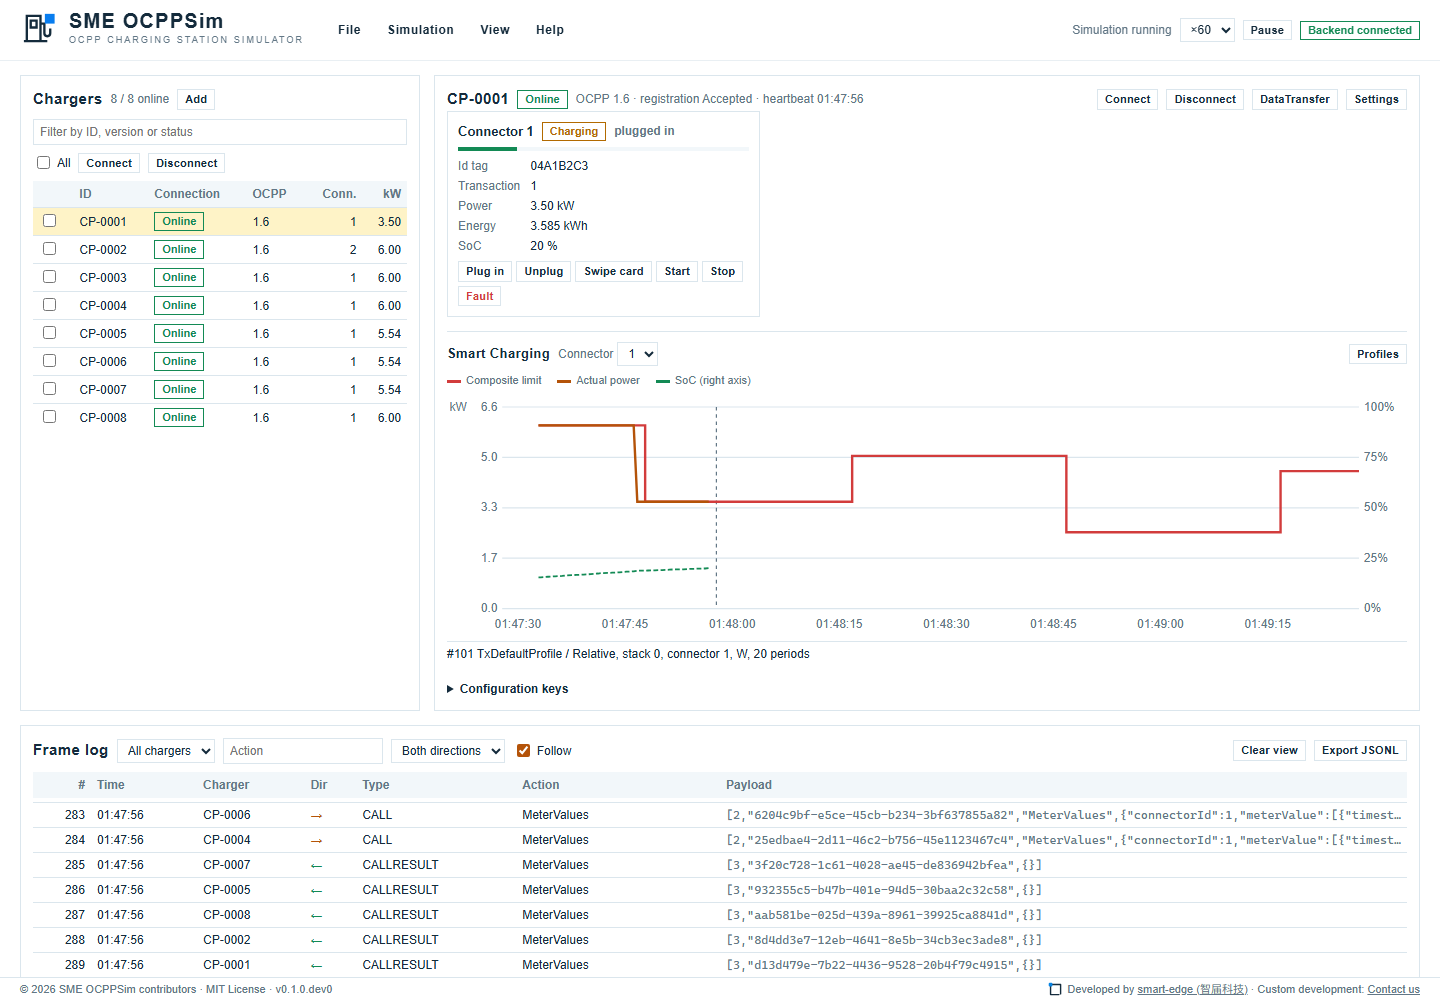 SME OCPPSim
OCPP CHARGING STATION SIMULATOR
File Simulation View Help
Simulation running ×60 Pause Backend connected
Chargers 8 / 8 online Add
Filter by ID, version or status
All Connect Disconnect
ID Connection OCPP Conn. kW
CP-0001 Online 1.6 1 3.50
CP-0002 Online 1.6 2 6.00
CP-0003 Online 1.6 1 6.00
CP-0004 Online 1.6 1 6.00
CP-0005 Online 1.6 1 5.54
CP-0006 Online 1.6 1 5.54
CP-0007 Online 1.6 1 5.54
CP-0008 Online 1.6 1 6.00
CP-0001 Online OCPP 1.6 · registration Accepted · heartbeat 01:47:56 Connect Disconnect DataTransfer Settings
Connector 1 Charging plugged in
Id tag 04A1B2C3
Transaction 1
Power 3.50 kW
Energy 3.585 kWh
SoC 20 %
Plug in Unplug Swipe card Start Stop
Fault
Smart Charging Connector 1 Profiles
Composite limit Actual power SoC (right axis)
kW 6.6 100%
5.0 75%
3.3 50%
1.7 25%
0.0 0%
01:47:30 01:47:45 01:48:00 01:48:15 01:48:30 01:48:45 01:49:00 01:49:15
#101 TxDefaultProfile / Relative, stack 0, connector 1, W, 20 periods
Configuration keys
Frame log All chargers Action Both directions Follow Clear view Export JSONL
# Time Charger Dir Type Action Payload
283 01:47:56 CP-0006 → CALL MeterValues [2,"6204c9bf-e5ce-45cb-b234-3bf637855a82","MeterValues",{"connectorId":1,"meterValue":[{"timest…
284 01:47:56 CP-0004 → CALL MeterValues [2,"25edbae4-2d11-46c2-b756-45e1123467c4","MeterValues",{"connectorId":1,"meterValue":[{"timest…
285 01:47:56 CP-0007 ← CALLRESULT MeterValues [3,"3f20c728-1c61-4028-ae45-de836942bfea",{}]
286 01:47:56 CP-0005 ← CALLRESULT MeterValues [3,"932355c5-b47b-401e-94d5-30baa2c32c58",{}]
287 01:47:56 CP-0008 ← CALLRESULT MeterValues [3,"aab581be-025d-439a-8961-39925ca8841d",{}]
288 01:47:56 CP-0002 ← CALLRESULT MeterValues [3,"8d4dd3e7-12eb-4641-8e5b-34cb3ec3ade8",{}]
289 01:47:56 CP-0001 ← CALLRESULT MeterValues [3,"d13d479e-7b22-4436-9528-20b4f79c4915",{}]
© 2026 SME OCPPSim contributors · MIT License · v0.1.0.dev0 Developed by smart-edge (智届科技) · Custom development: Contact us